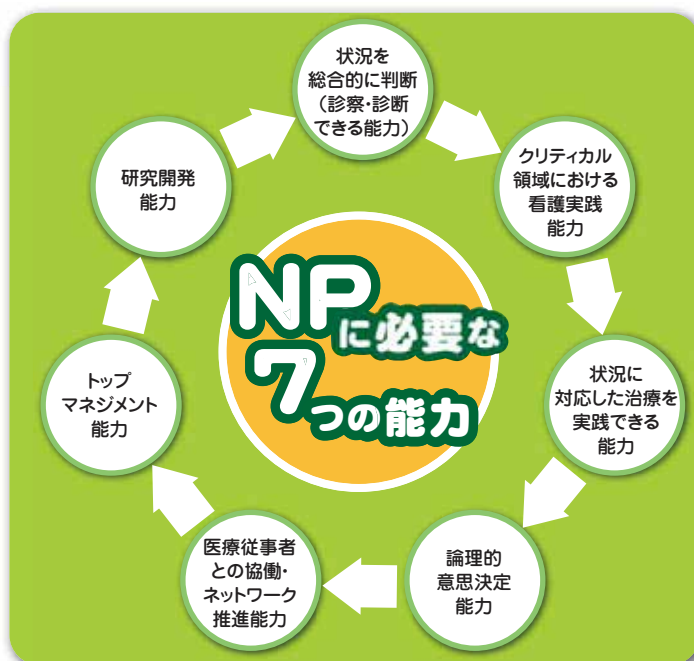 状況を
総合的に判断
（診察・診断
できる能力）
クリティカル
領域における
看護実践
能力
状況に
対応した治療を
実践できる
能力
論理的
意思決定
能力
医療従事者
との協働・
ネットワーク
推進能力
トップ
マネジメント
能力
研究開発
能力
NPに必要な
7つの能力